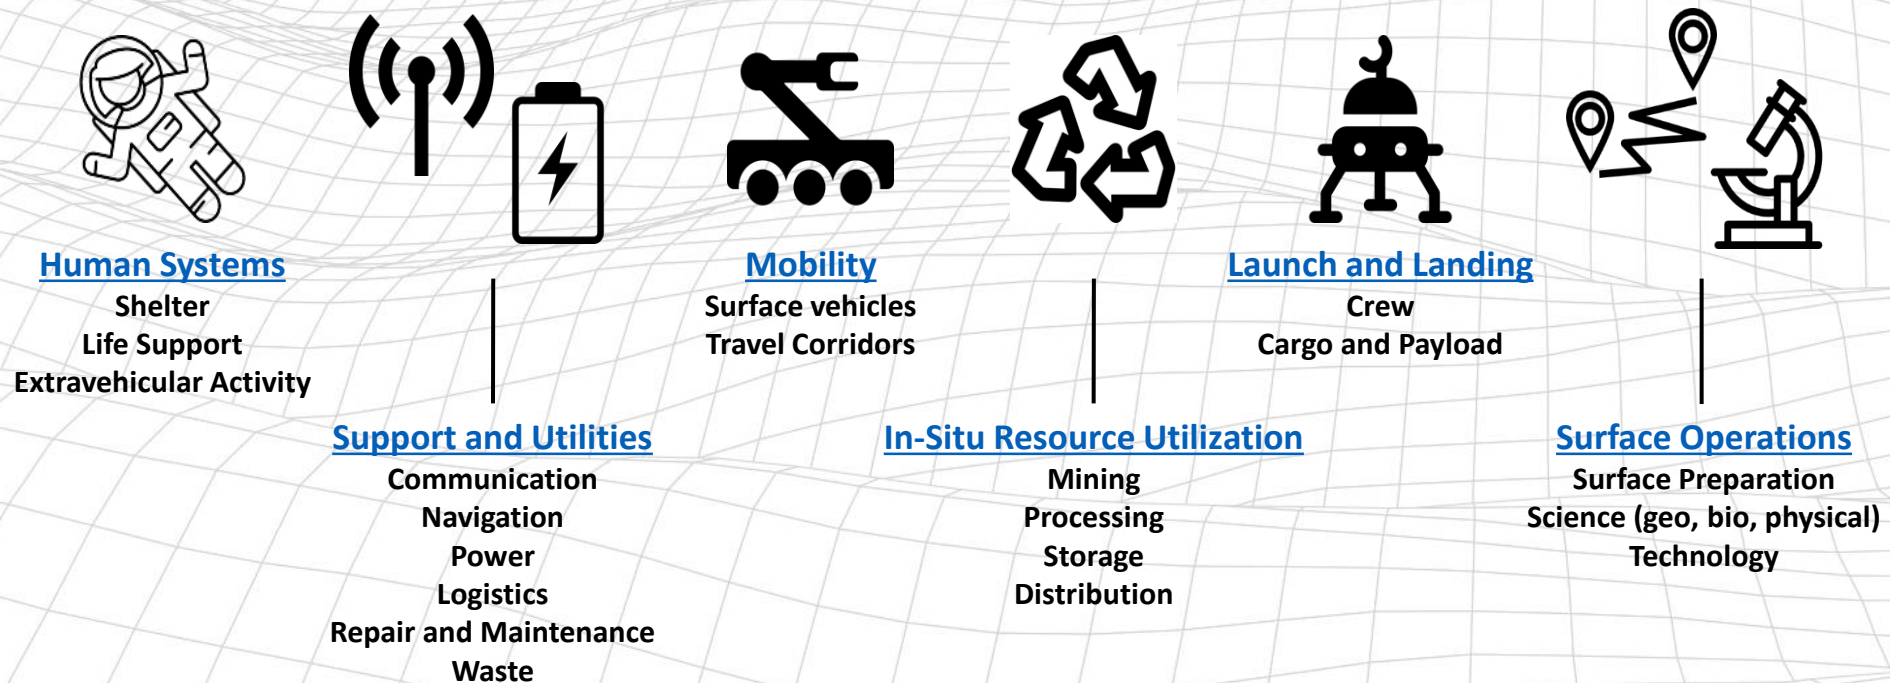 Human Systems
Shelter
Life Support
Extravehicular Activity
Support and Utilities
Communication
Navigation
Power
Logistics
Repair and Maintenance
Waste
Mobility
Surface vehicles
Travel Corridors
In-Situ Resource Utilization
Mining
Processing
Storage
Distribution
Launch and Landing
Crew
Cargo and Payload
Surface Operations
Surface Preparation
Science (geo, bio, physical)
Technology